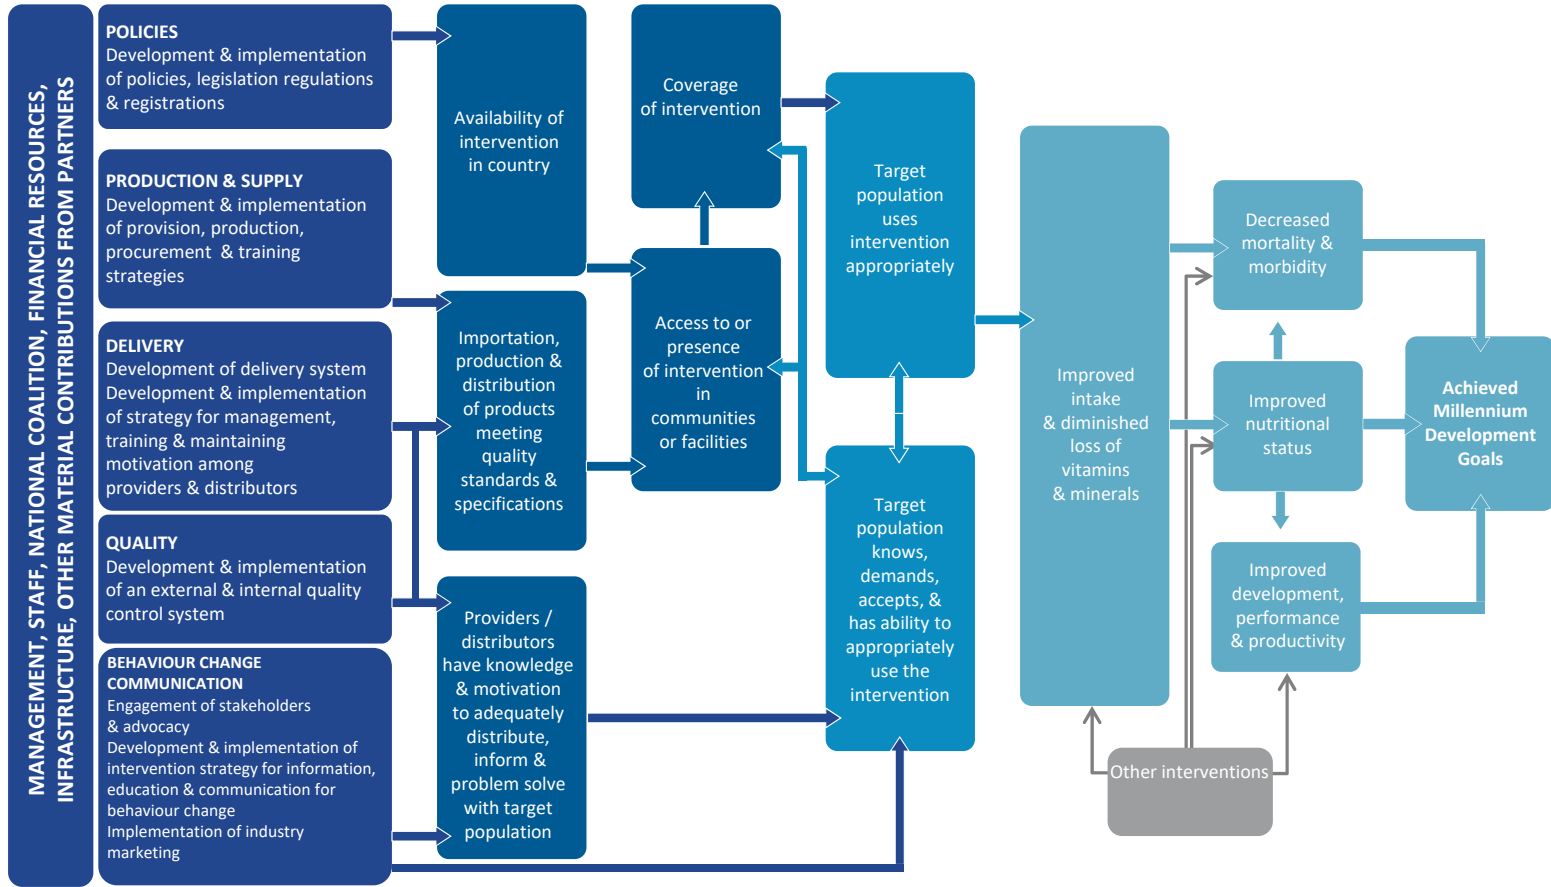 MANAGEMENT, STAFF, NATIONAL COALITION, FINANCIAL RESOURCES,
INFRASTRUCTURE, OTHER MATERIAL CONTRIBUTIONS FROM PARTNERS
POLICIES
Development & implementation
of policies, legislation regulations
& registrations
PRODUCTION & SUPPLY
Development & implementation
of provision, production,
procurement & training
strategies
DELIVERY
Development of delivery system
Development & implementation
of strategy for management,
training & maintaining
motivation among
providers & distributors
QUALITY
Development & implementation
of an external & internal quality
control system
BEHAVIOUR CHANGE
COMMUNICATION
Engagement of stakeholders
& advocacy
Development & implementation of
intervention strategy for information,
education & communication for
behaviour change
Implementation of industry
marketing
Availability of
intervention
in country
Importation,
production &
distribution
of products
meeting
quality
standards &
specifications
Providers /
distributors
have knowledge
& motivation
to adequately
distribute,
inform &
problem solve
with target
population
Coverage
of intervention
Access to or
presence
of intervention
in
communities
or facilities
Target
population
uses
intervention
appropriately
Target
population
knows,
demands,
accepts, &
has ability to
appropriately
use the
intervention
Improved
intake
& diminished
loss of
vitamins
& minerals
Decreased
mortality &
morbidity
Improved
nutritional
status
Improved
development,
performance
& productivity
Other interventions
Achieved
Millennium
Development
Goals